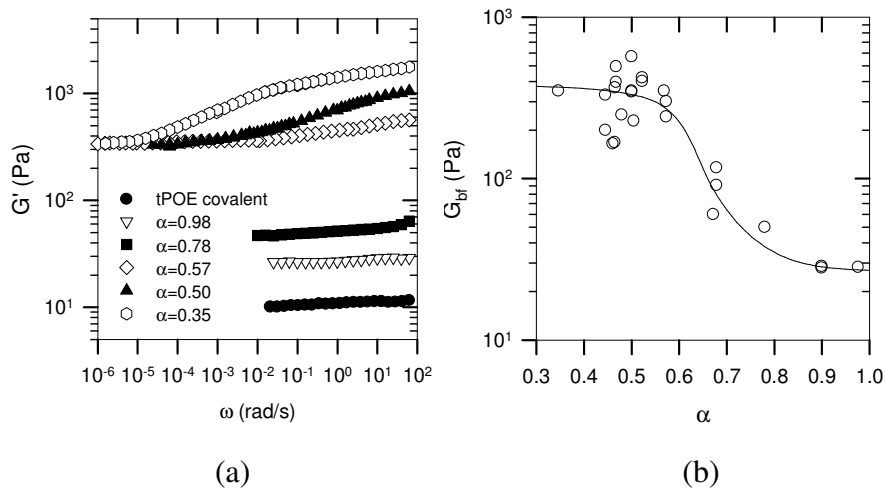 10³
10²
10¹
G' (Pa)
tPOE covalent
α=0.98
α=0.78
α=0.57
α=0.50
α=0.35
10⁻⁶ 10⁻⁵ 10⁻⁴ 10⁻³ 10⁻² 10⁻¹ 10⁰ 10¹ 10²
ω (rad/s)
(a)
10³
10²
10¹
G_bf (Pa)
0.3 0.4 0.5 0.6 0.7 0.8 0.9 1.0
α
(b)